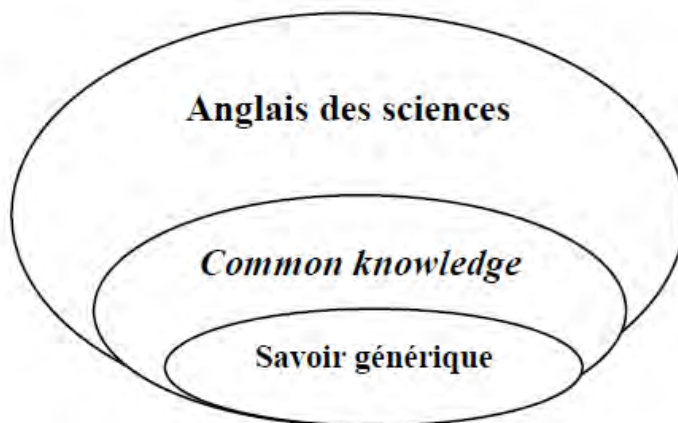 Anglais des sciences
Common knowledge
Savoir générique